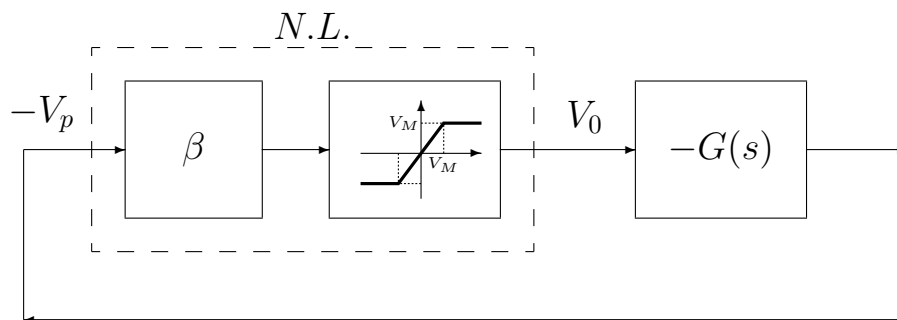 N.L.
-V_p
β
V_M
V_M
V_0
-G(s)